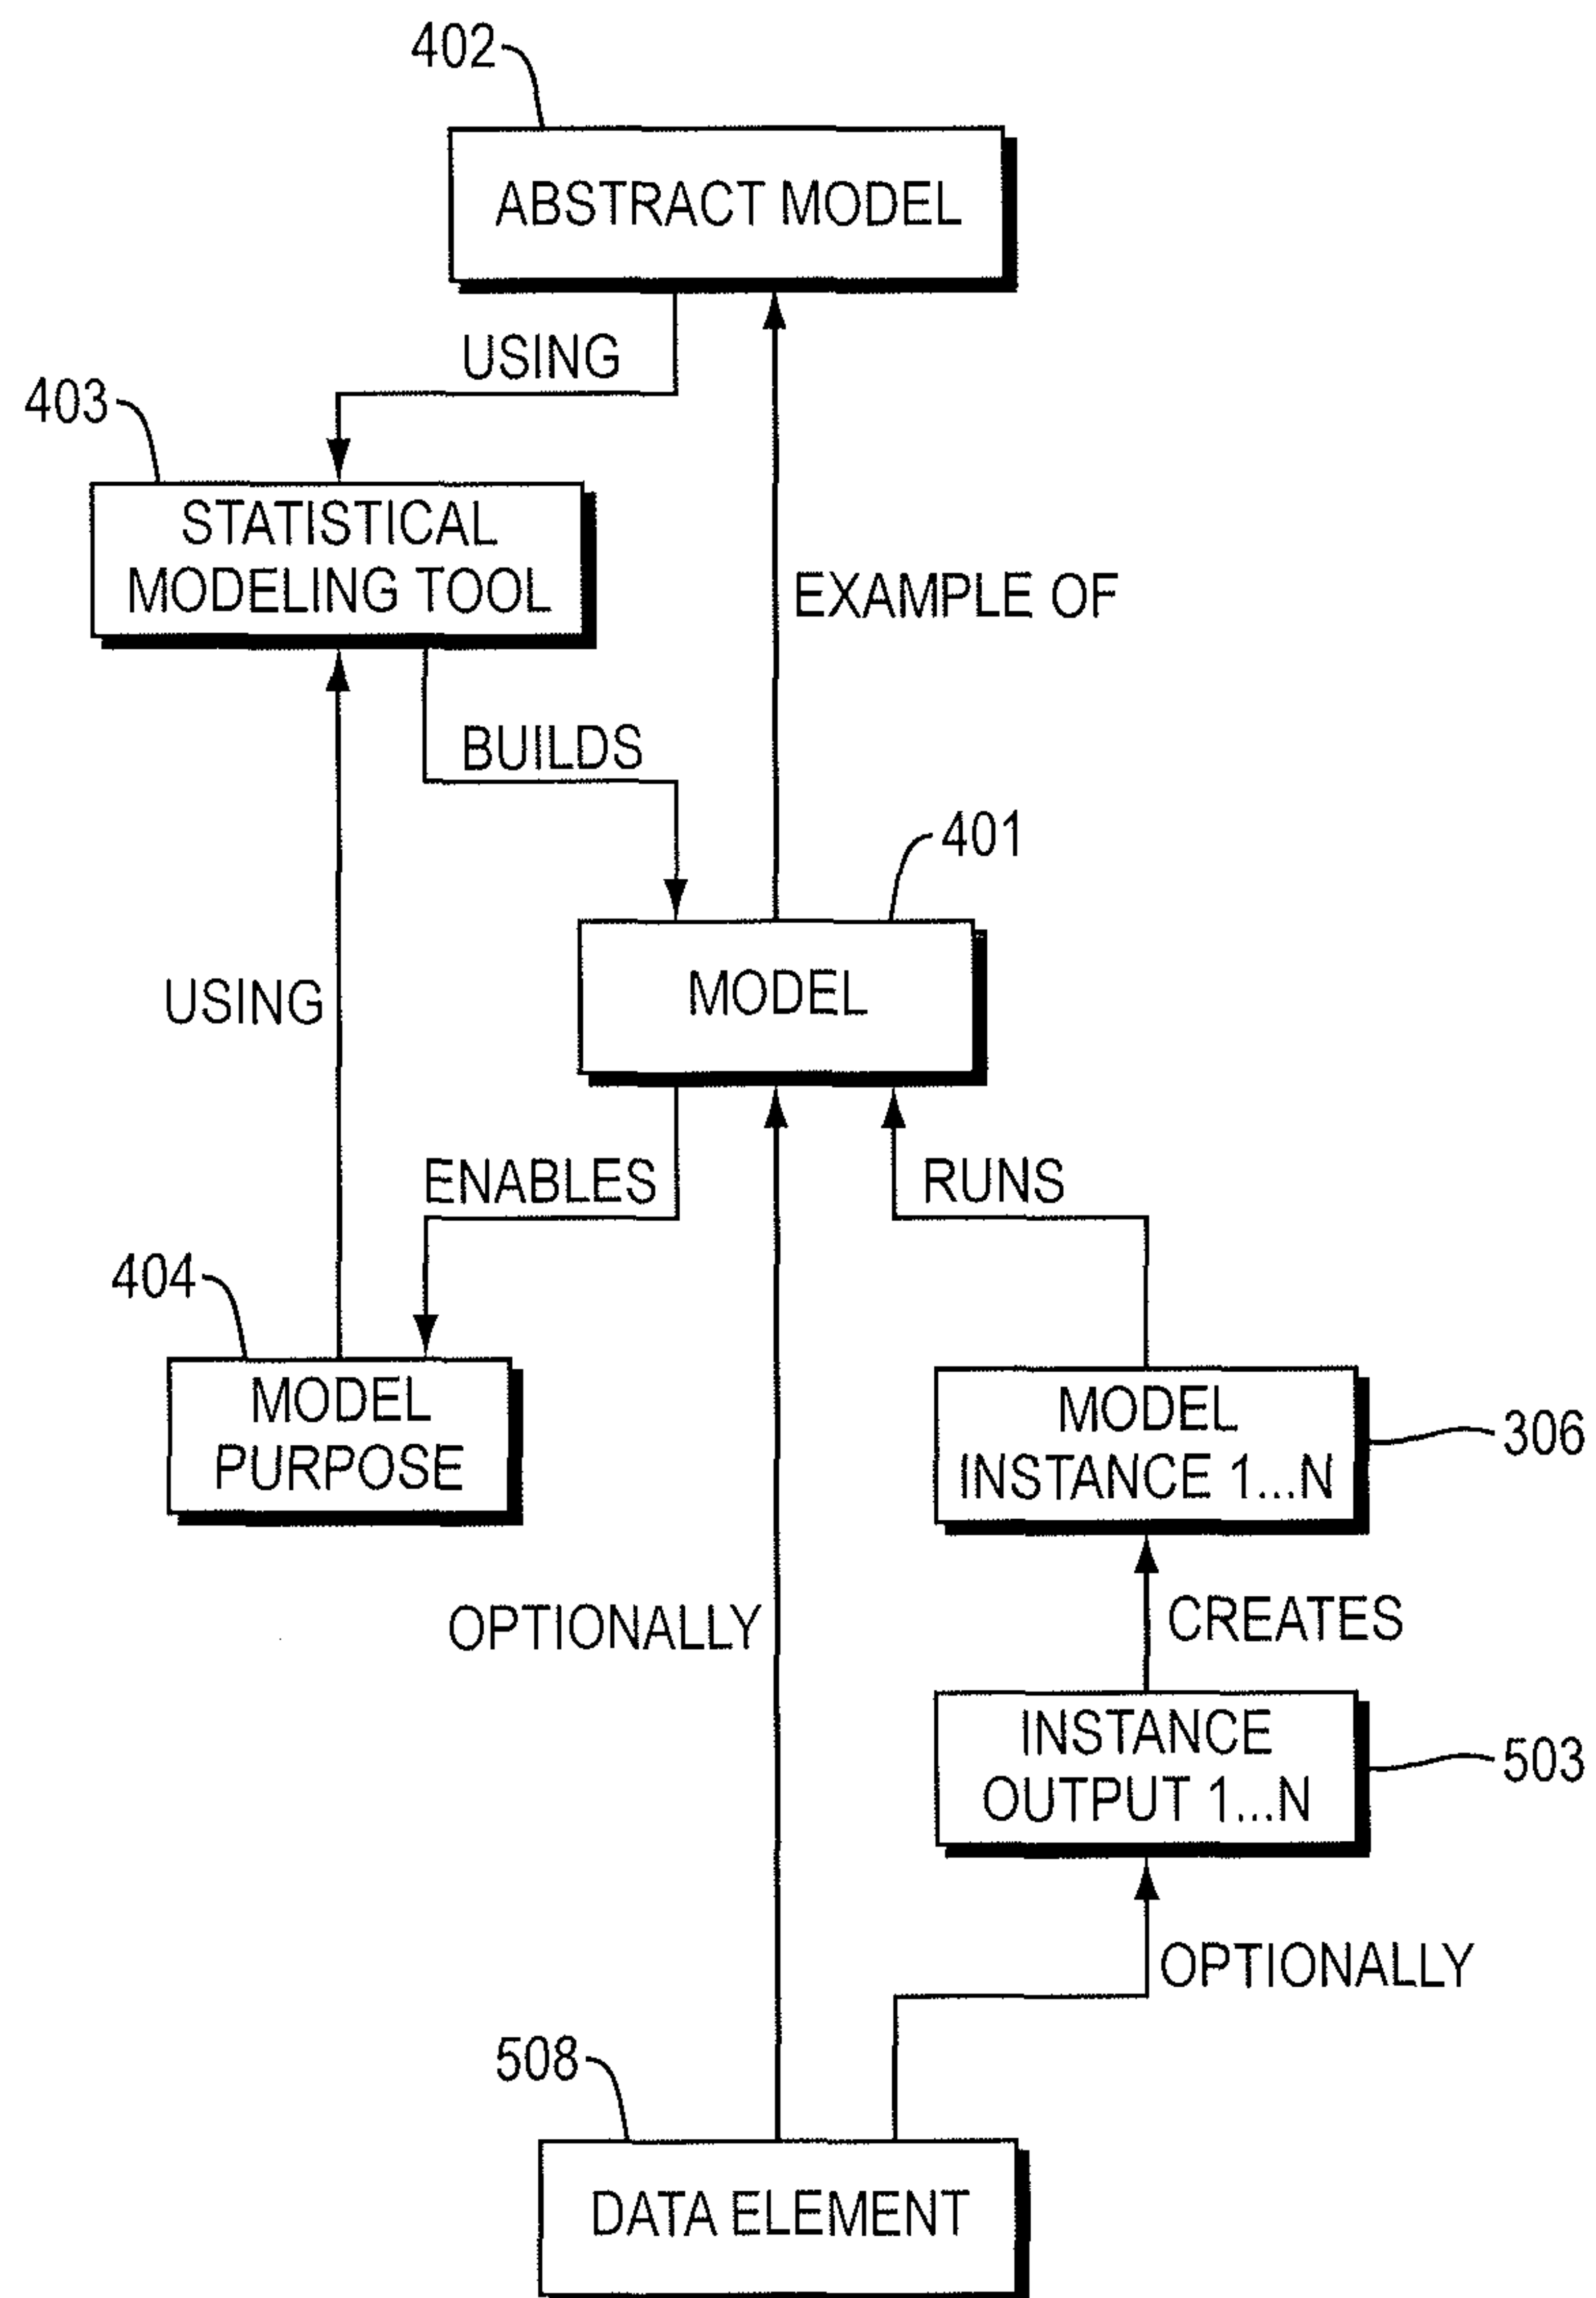 402
ABSTRACT MODEL
USING
403
STATISTICAL
MODELING TOOL
EXAMPLE OF
BUILDS
401
MODEL
USING
ENABLES
RUNS
404
MODEL
PURPOSE
MODEL
INSTANCE 1...N
306
OPTIONALLY
CREATES
INSTANCE
OUTPUT 1...N
503
OPTIONALLY
508
DATA ELEMENT